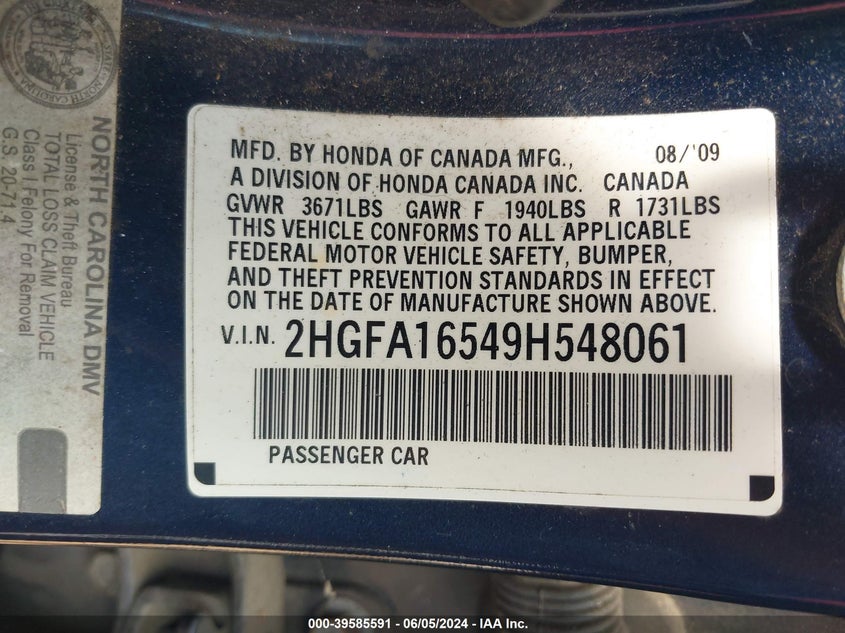 NORTH CAROLINA DMV
License & Theft Bureau
TOTAL LOSS CLAIM VEHICLE
Class I Felony For Removal
G.S. 20-71.4
MFD. BY HONDA OF CANADA MFG., 08/'09
A DIVISION OF HONDA CANADA INC. CANADA
GVWR 3671LBS GAWR F 1940LBS R 1731LBS
THIS VEHICLE CONFORMS TO ALL APPLICABLE
FEDERAL MOTOR VEHICLE SAFETY, BUMPER,
AND THEFT PREVENTION STANDARDS IN EFFECT
ON THE DATE OF MANUFACTURE SHOWN ABOVE.
V.I.N. 2HGFA16549H548061
PASSENGER CAR
000-39585591 - 06/05/2024 - IAA Inc.